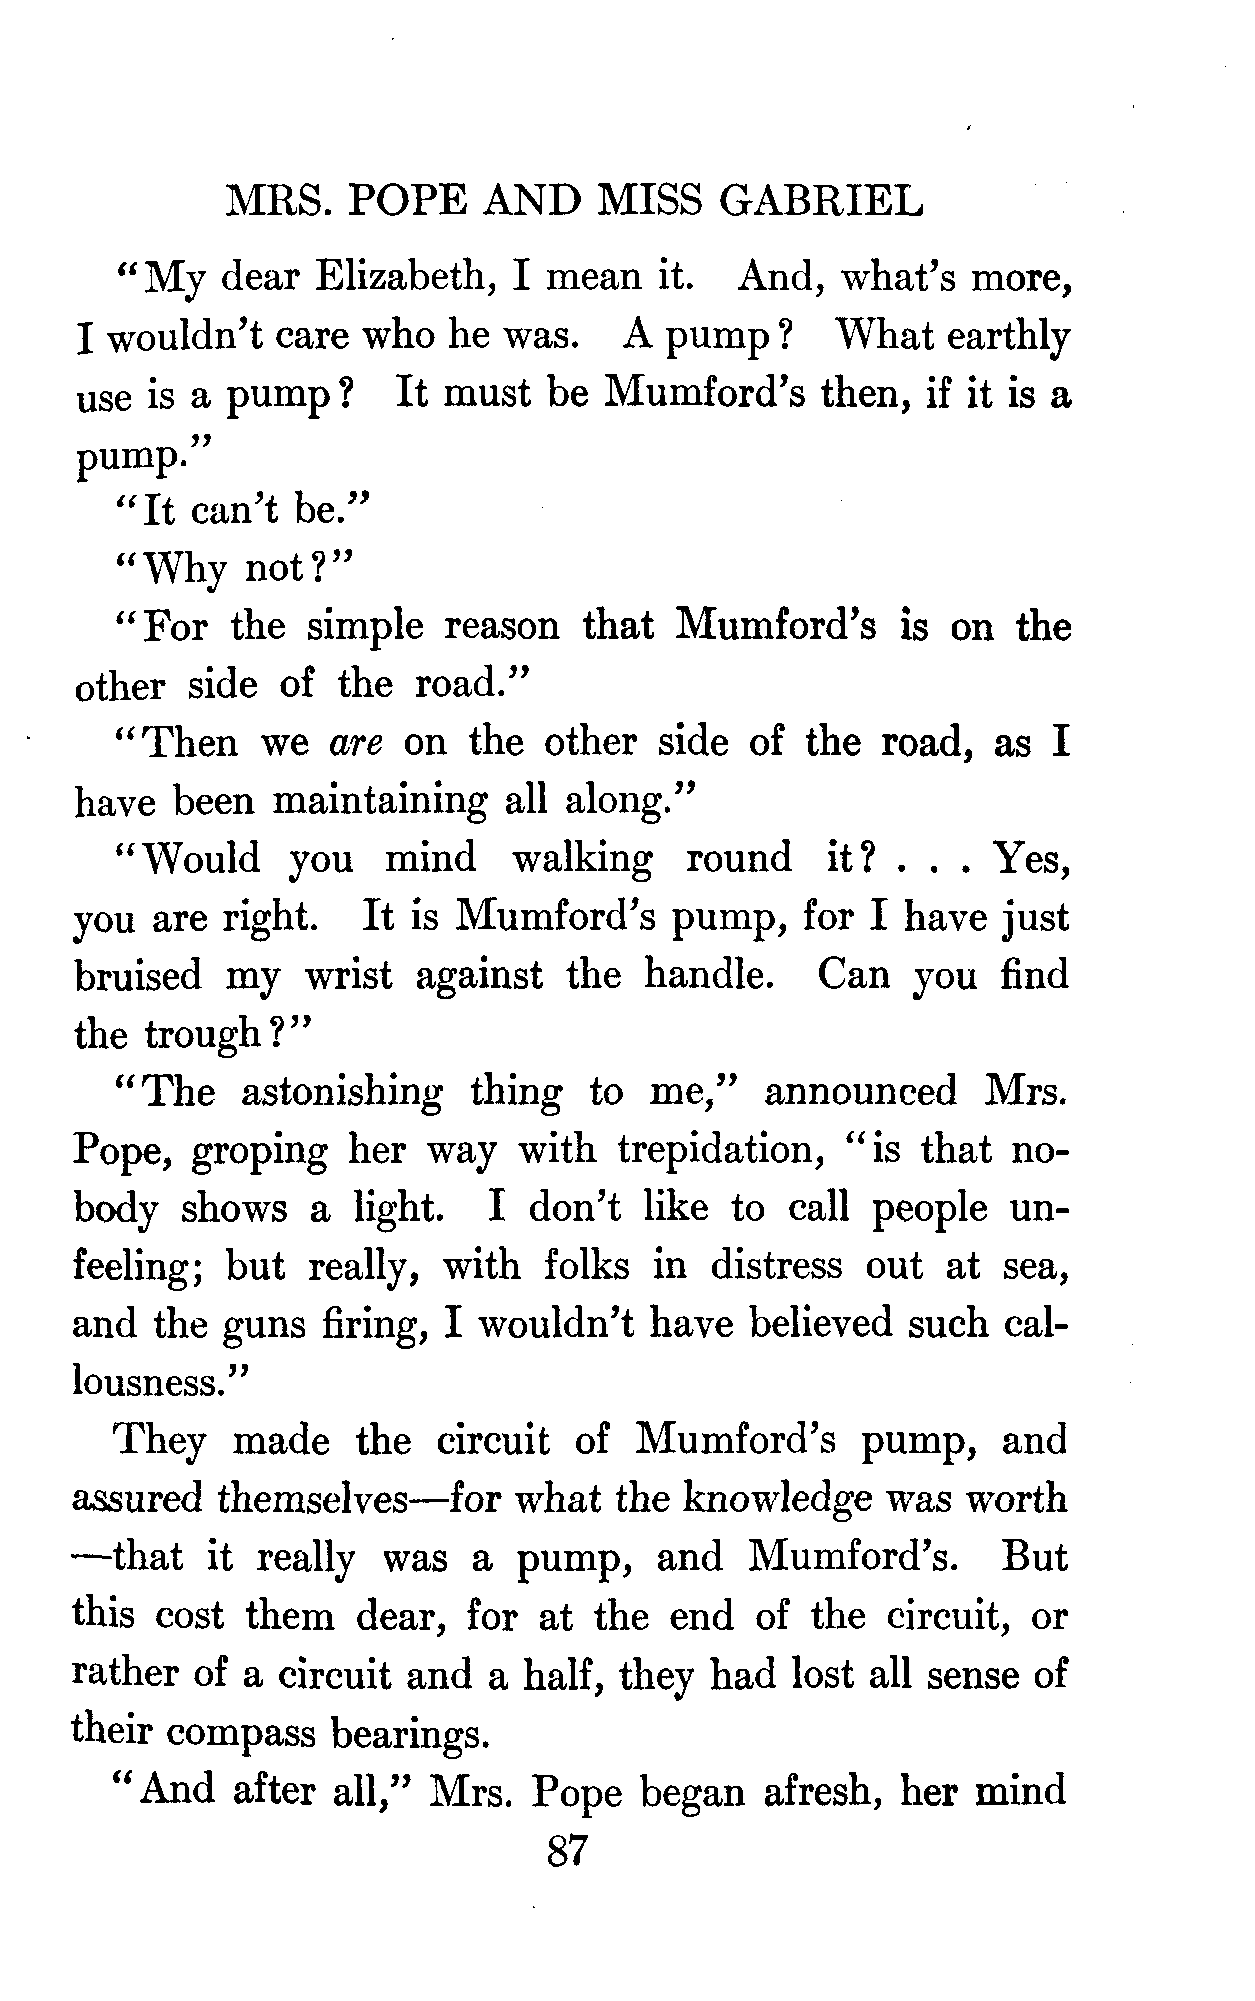 MRS. POPE AND MISS GABRIEL
"My dear Elizabeth, I mean it. And, what's more,
I wouldn't care who he was. A pump? What earthly
use is a pump? It must be Mumford's then, if it is a
pump."
"It can't be."
"Why not?"
"For the simple reason that Mumford's is on the
other side of the road."
"Then we are on the other side of the road, as I
have been maintaining all along."
"Would you mind walking round it? . . . Yes,
you are right. It is Mumford's pump, for I have just
bruised my wrist against the handle. Can you find
the trough?"
"The astonishing thing to me," announced Mrs.
Pope, groping her way with trepidation, "is that no-
body shows a light. I don't like to call people un-
feeling; but really, with folks in distress out at sea,
and the guns firing, I wouldn't have believed such cal-
lousness."
They made the circuit of Mumford's pump, and
assured themselves—for what the knowledge was worth
—that it really was a pump, and Mumford's. But
this cost them dear, for at the end of the circuit, or
rather of a circuit and a half, they had lost all sense of
their compass bearings.
"And after all," Mrs. Pope began afresh, her mind
87